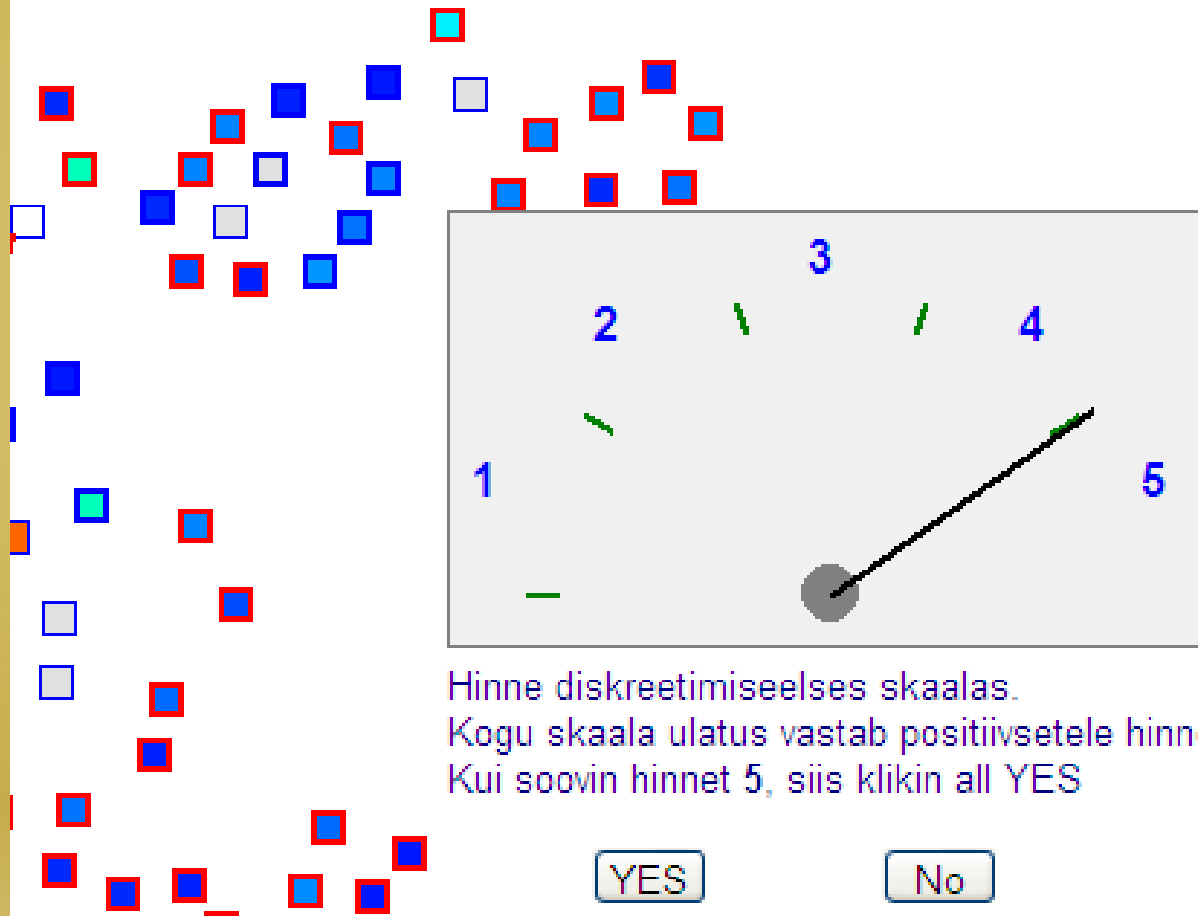 3
2
4
1
5
Hinne diskreetimiseelses skaalas.
Kogu skaala ulatus vastab positiivsetele
Kui soovin hinnet 5, siis klikin all YES
YES No